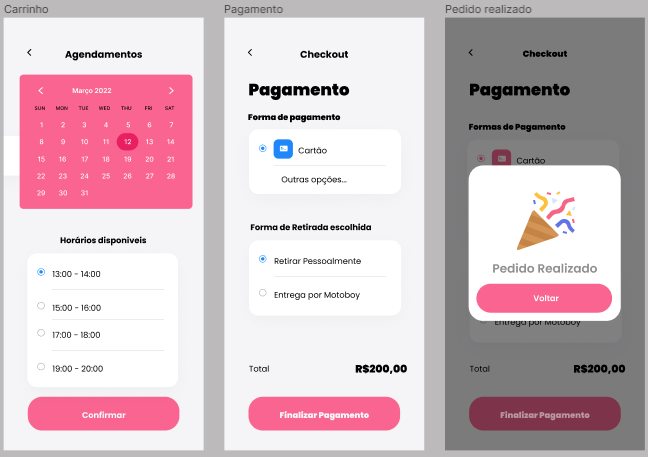 Carrinho
Agendamentos
Março 2022
SUN MON TUE WED THU FRI SAT
1 2 3 4 5 6 7
8 9 10 11 12 13 14
15 16 17 18 19 20 21
22 23 24 25 26 27 28
29 30 31
Horários disponiveis
13:00 - 14:00
15:00 - 16:00
17:00 - 18:00
19:00 - 20:00
Confirmar
Pagamento
Checkout
Pagamento
Forma de pagamento
Cartão
Outras opções...
Forma de Retirada escolhida
Retirar Pessoalmente
Entrega por Motoboy
Total R$200,00
Finalizar Pagamento
Pedido realizado
Checkout
Pagamento
Formas de Pagamento
Cartão
Pedido Realizado
Voltar
Entrega por Motoboy
Total R$200,00
Finalizar Pagamento